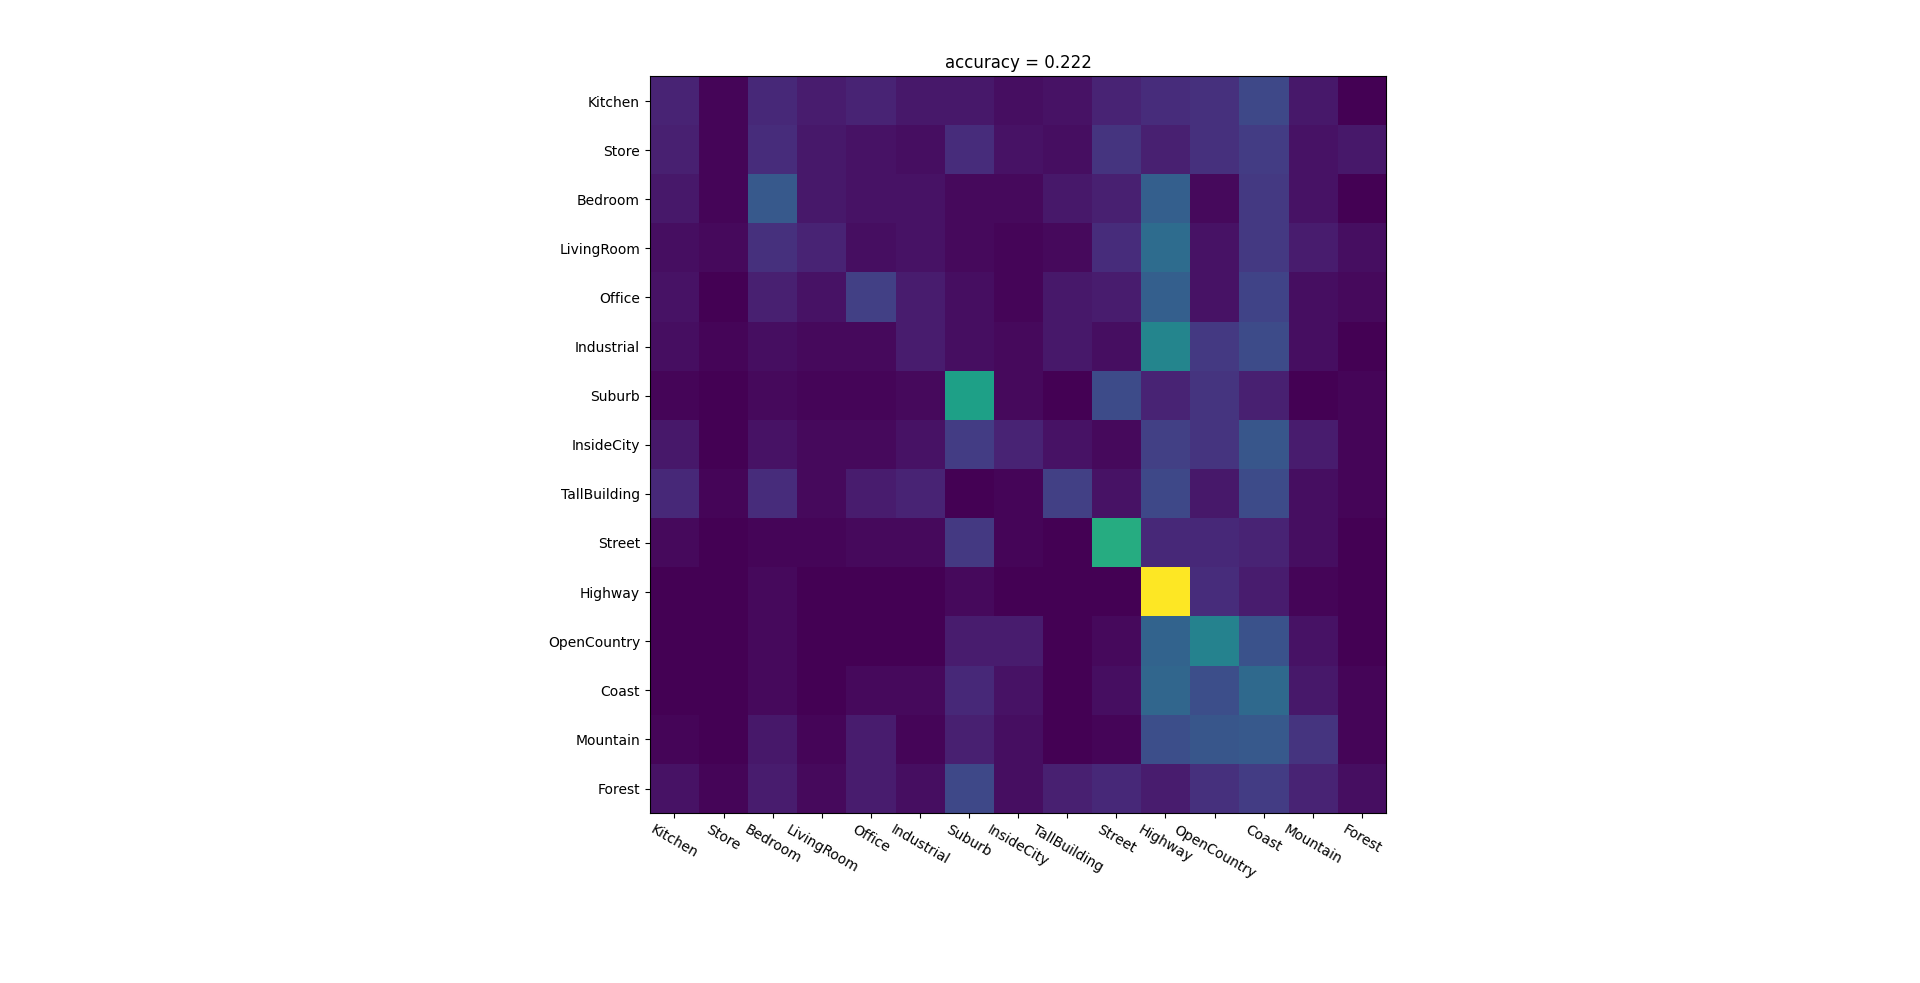 accuracy = 0.222
Kitchen
Store
Bedroom
LivingRoom
Office
Industrial
Suburb
InsideCity
TallBuilding
Street
Highway
OpenCountry
Coast
Mountain
Forest
Kitchen
Store
Bedroom
LivingRoom
Office
Industrial
Suburb
InsideCity
TallBuilding
Street
Highway
OpenCountry
Coast
Mountain
Forest